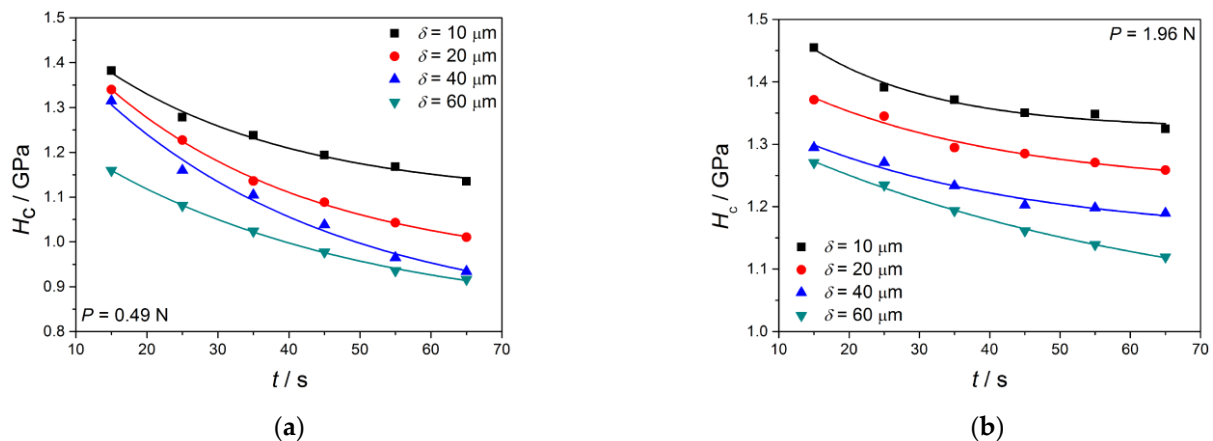 1.5
1.4
1.3
1.2
1.1
1.0
0.9
0.8
H_C / GPa
10 20 30 40 50 60 70
t / s
δ = 10 μm
δ = 20 μm
δ = 40 μm
δ = 60 μm
P = 0.49 N
(a)
1.5
1.4
1.3
1.2
1.1
1.0
H_c / GPa
10 20 30 40 50 60 70
t / s
P = 1.96 N
δ = 10 μm
δ = 20 μm
δ = 40 μm
δ = 60 μm
(b)